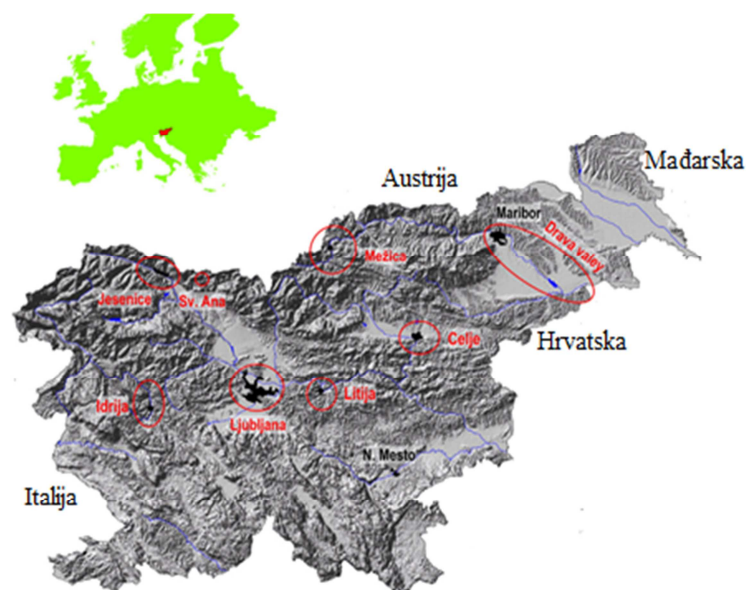 Mađarska
Austrija
Maribor
Drava valey
Mežica
Jesenice
Sv. Ana
Celje
Hrvatska
Idrija
Litija
Ljubljana
N. Mesto
Italija